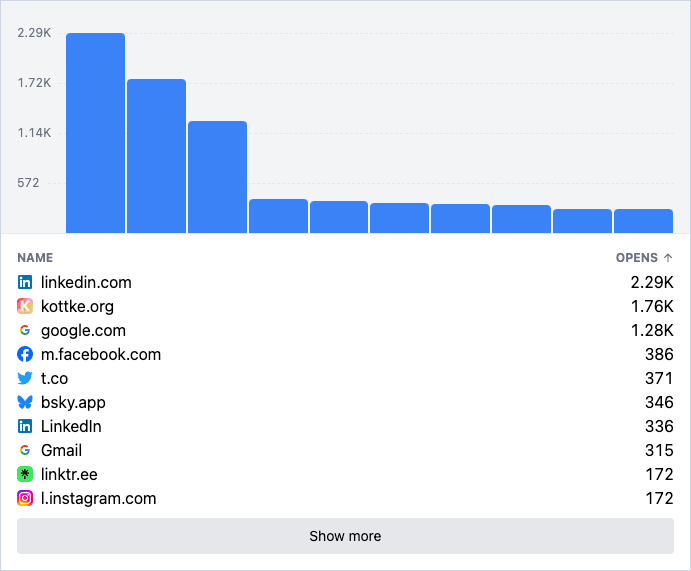 2.29K
1.72K
1.14K
572
NAME OPENS ↑
linkedin.com 2.29K
kottke.org 1.76K
google.com 1.28K
m.facebook.com 386
t.co 371
bsky.app 346
LinkedIn 336
Gmail 315
linktr.ee 172
l.instagram.com 172
Show more